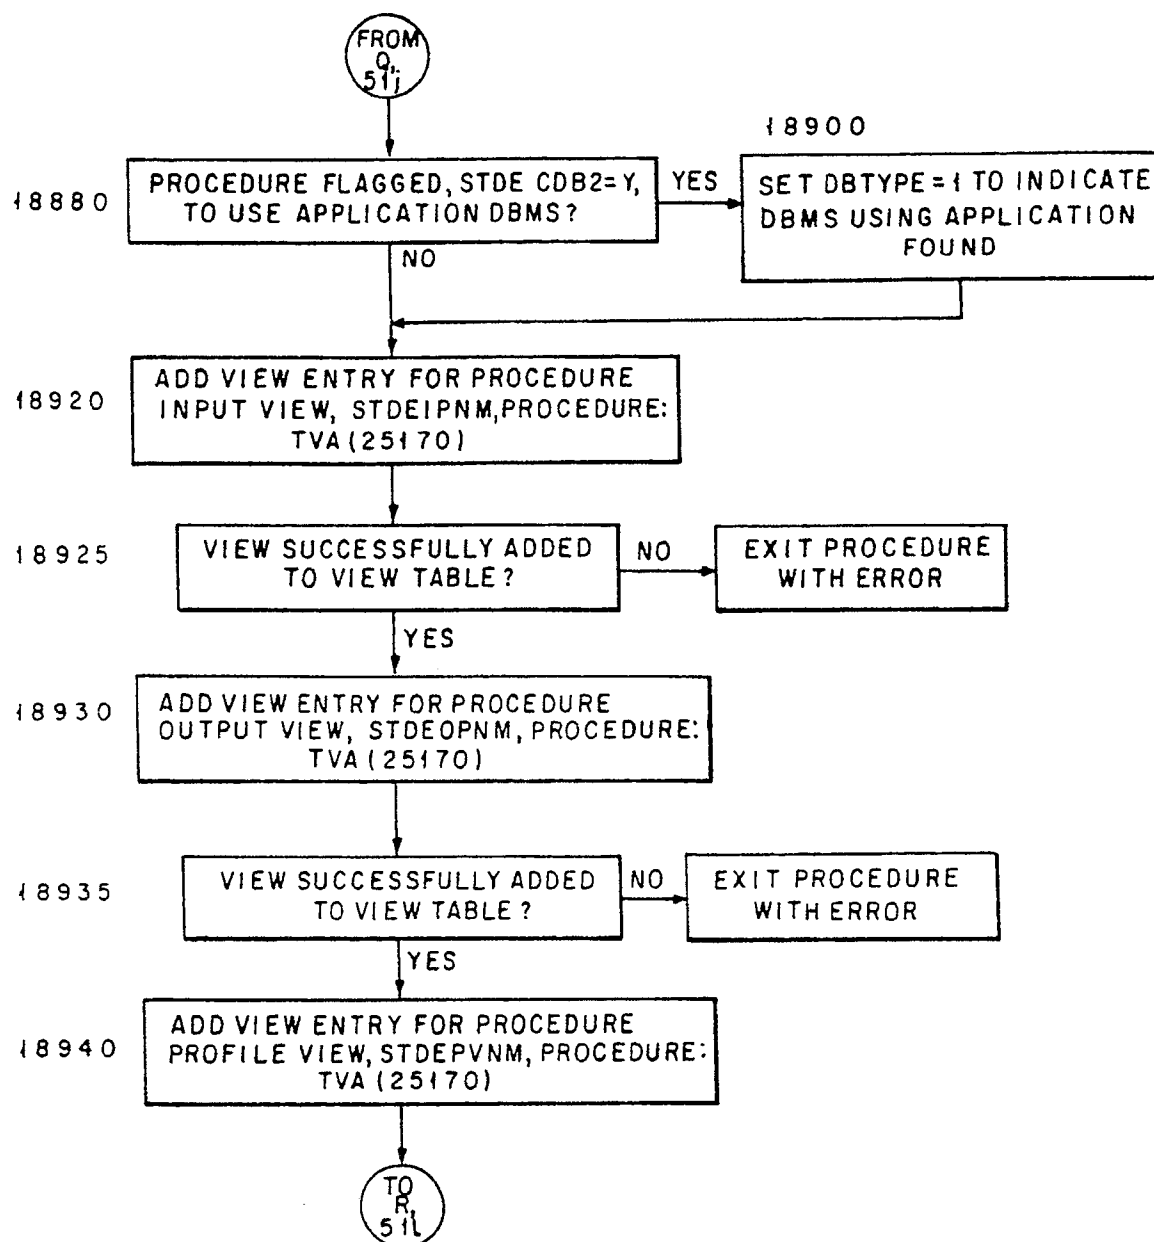 FROM
Q,
51j
18900
18880
PROCEDURE FLAGGED, STDE CDB2=Y,
TO USE APPLICATION DBMS?
YES
SET DBTYPE=1 TO INDICATE
DBMS USING APPLICATION
FOUND
NO
18920
ADD VIEW ENTRY FOR PROCEDURE
INPUT VIEW, STDEIPNM, PROCEDURE:
TVA (25170)
18925
VIEW SUCCESSFULLY ADDED
TO VIEW TABLE?
NO
EXIT PROCEDURE
WITH ERROR
YES
18930
ADD VIEW ENTRY FOR PROCEDURE
OUTPUT VIEW, STDEOPNM, PROCEDURE:
TVA (25170)
18935
VIEW SUCCESSFULLY ADDED
TO VIEW TABLE?
NO
EXIT PROCEDURE
WITH ERROR
YES
18940
ADD VIEW ENTRY FOR PROCEDURE
PROFILE VIEW, STDEPVNM, PROCEDURE:
TVA (25170)
TO
R,
51l